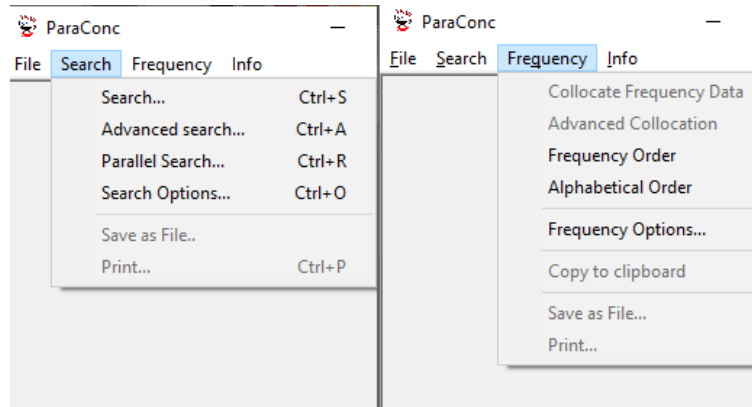 ParaConc
File Search Frequency Info
Search... Ctrl+S
Advanced search... Ctrl+A
Parallel Search... Ctrl+R
Search Options... Ctrl+O
Save as File..
Print... Ctrl+P
ParaConc
File Search Frequency Info
Collocate Frequency Data
Advanced Collocation
Frequency Order
Alphabetical Order
Frequency Options...
Copy to clipboard
Save as File...
Print...